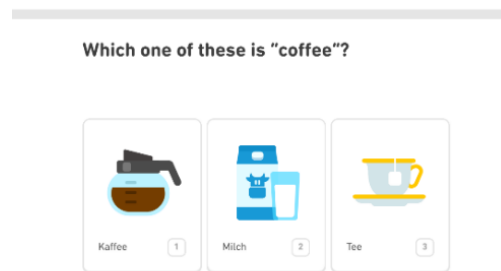 Which one of these is "coffee"?
Kaffee 1 Milch 2 Tee 3